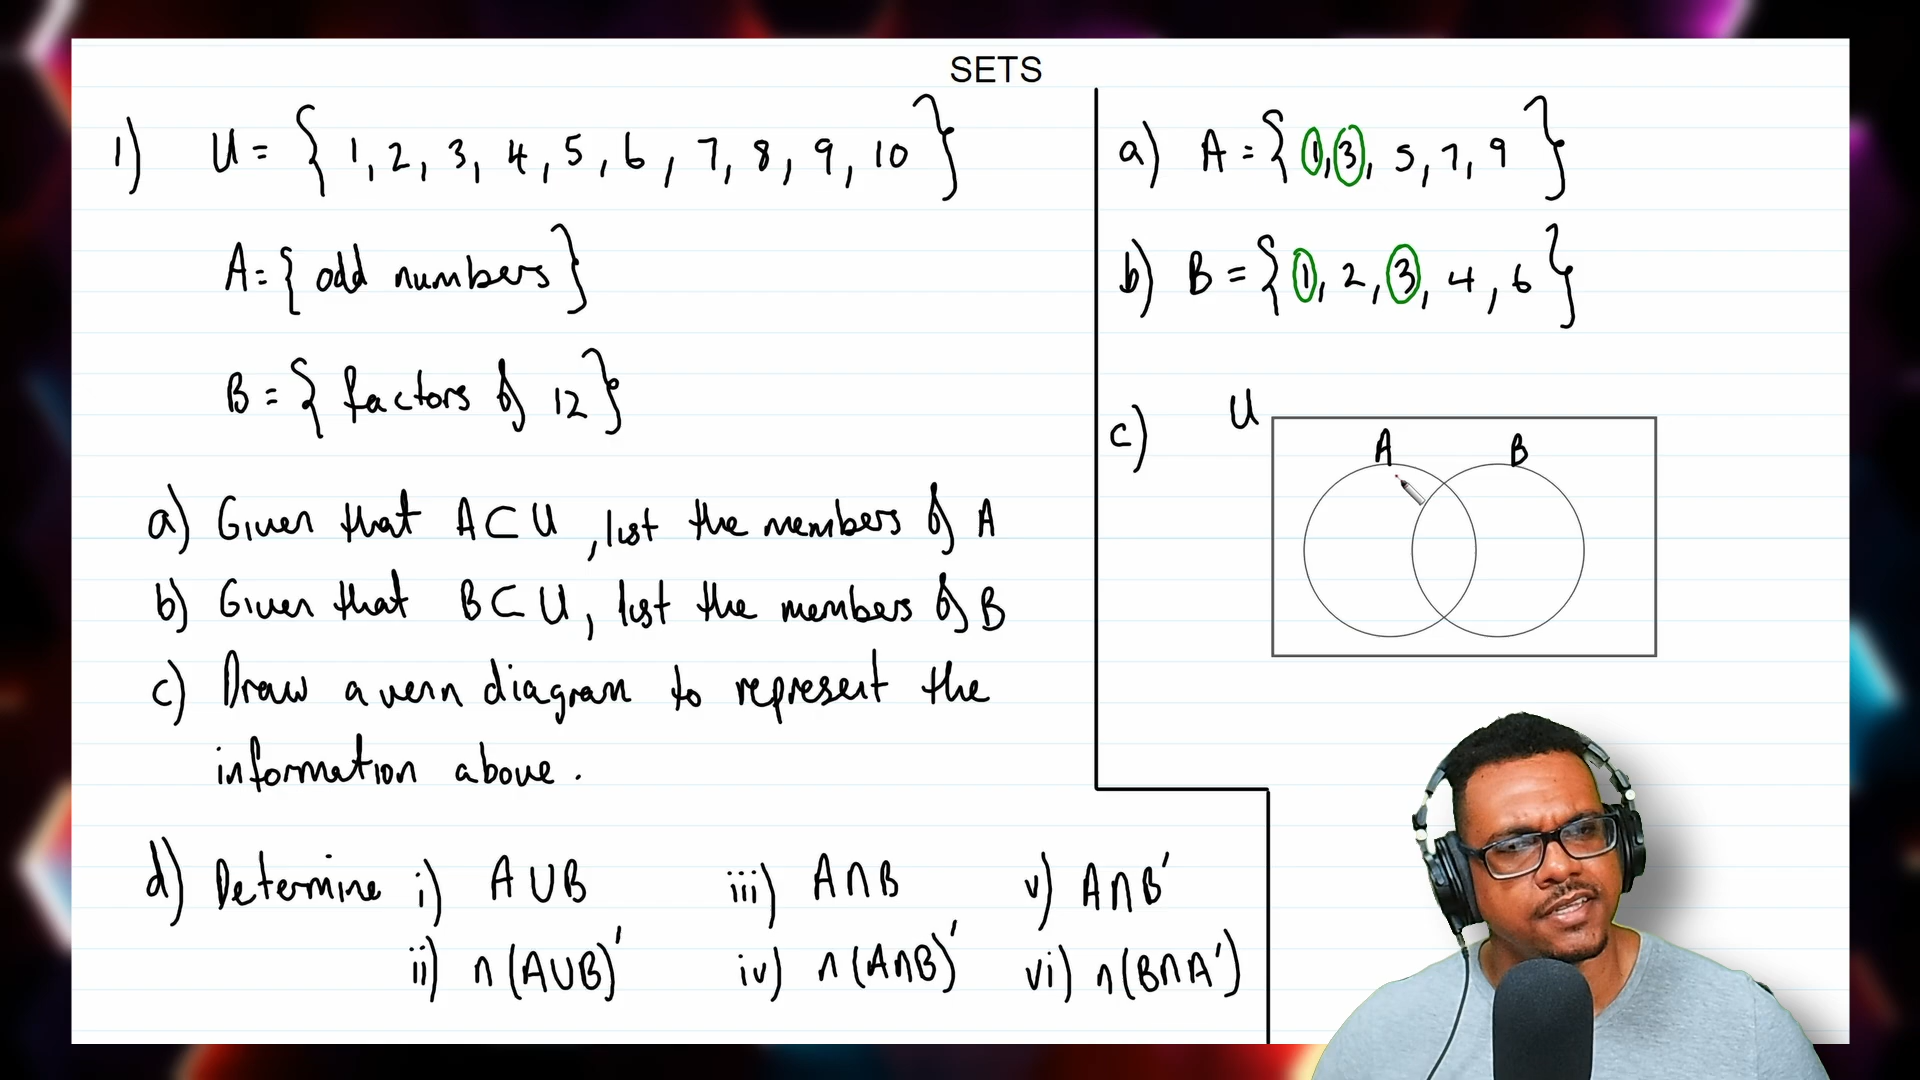 SETS
1) U = { 1, 2, 3, 4, 5, 6, 7, 8, 9, 10 }
A = { odd numbers }
B = { factors of 12 }
a) Given that A ⊂ U, list the members of A
b) Given that B ⊂ U, list the members of B
c) Draw a venn diagram to represent the
information above.
d) Determine i) A ∪ B iii) A ∩ B v) A ∩ B'
ii) n (A ∪ B)' iv) n (A ∩ B)' vi) n (B ∩ A')
a) A = { 1, 3, 5, 7, 9 }
b) B = { 1, 2, 3, 4, 6 }
c) U
A B